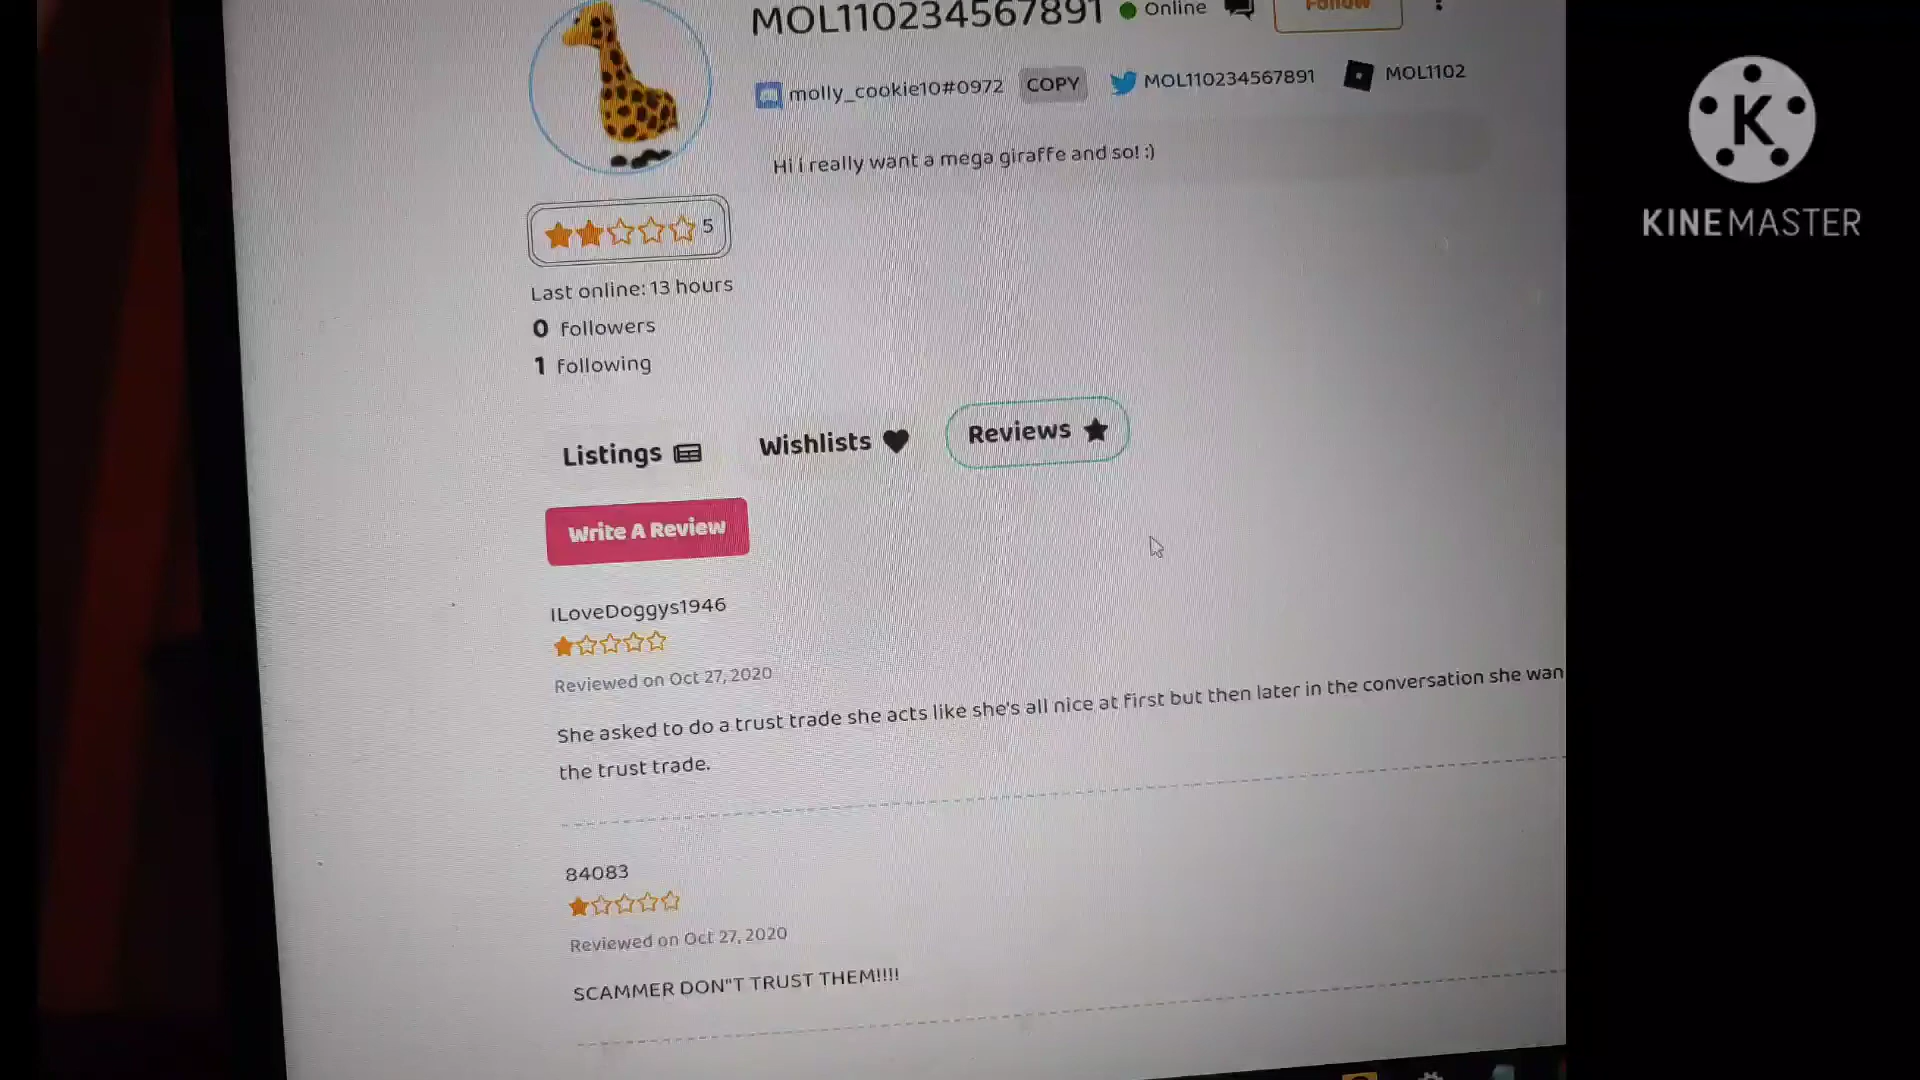 MOL110234567891 Online Follow
molly_cookie10#0972 COPY MOL110234567891 MOL1102
Hi i really want a mega giraffe and so! :)
5
Last online: 13 hours
0 Followers
1 Following
Listings Wishlists Reviews
Write A Review
ILoveDoggys1946
Reviewed on Oct 27, 2020
She asked to do a trust trade she acts like she's all nice at first but then later in the conversation she wan
the trust trade.
84083
Reviewed on Oct 27, 2020
SCAMMER DON"T TRUST THEM!!!!
K
KINEMASTER